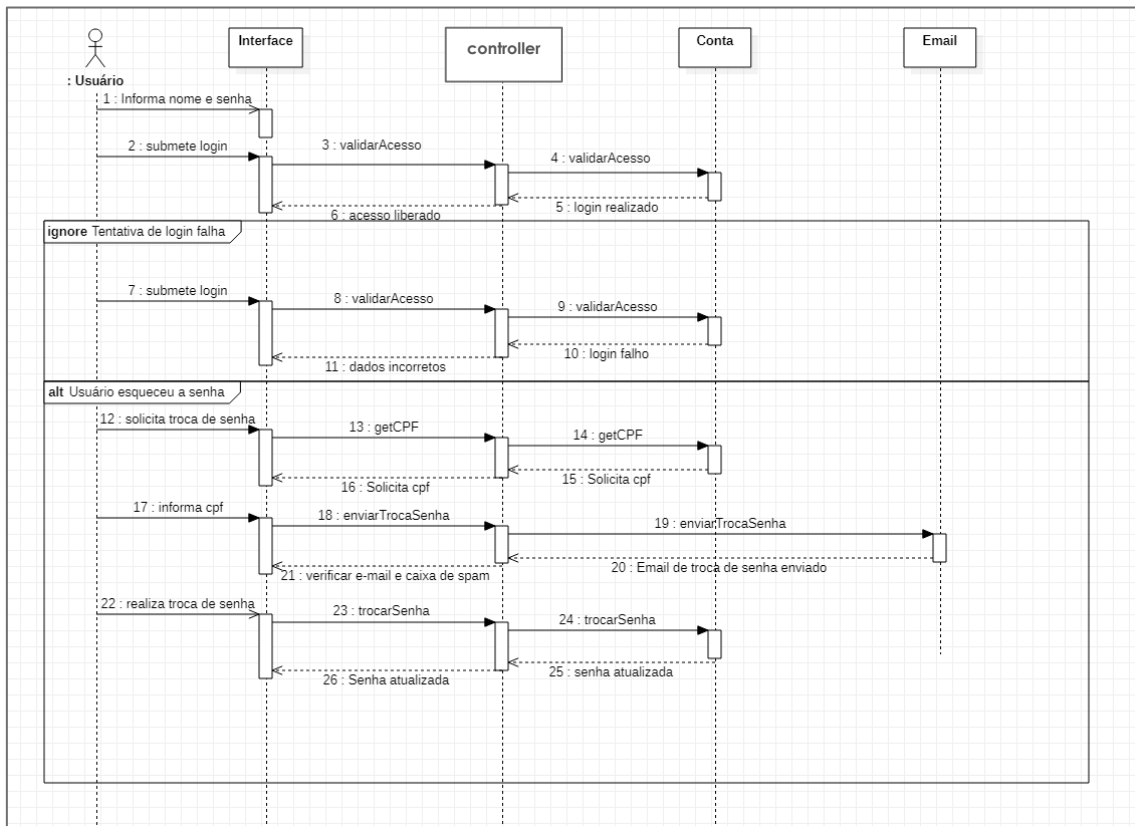 Interface
controller
Conta
Email
: Usuário
1 : Informa nome e senha
2 : submete login
3 : validarAcesso
4 : validarAcesso
5 : login realizado
6 : acesso liberado
ignore Tentativa de login falha
7 : submete login
8 : validarAcesso
9 : validarAcesso
10 : login falho
11 : dados incorretos
alt Usuário esqueceu a senha
12 : solicita troca de senha
13 : getCPF
14 : getCPF
15 : Solicita cpf
16 : Solicita cpf
17 : informa cpf
18 : enviarTrocaSenha
19 : enviarTrocaSenha
20 : Email de troca de senha enviado
21 : verificar e-mail e caixa de spam
22 : realiza troca de senha
23 : trocarSenha
24 : trocarSenha
25 : senha atualizada
26 : Senha atualizada